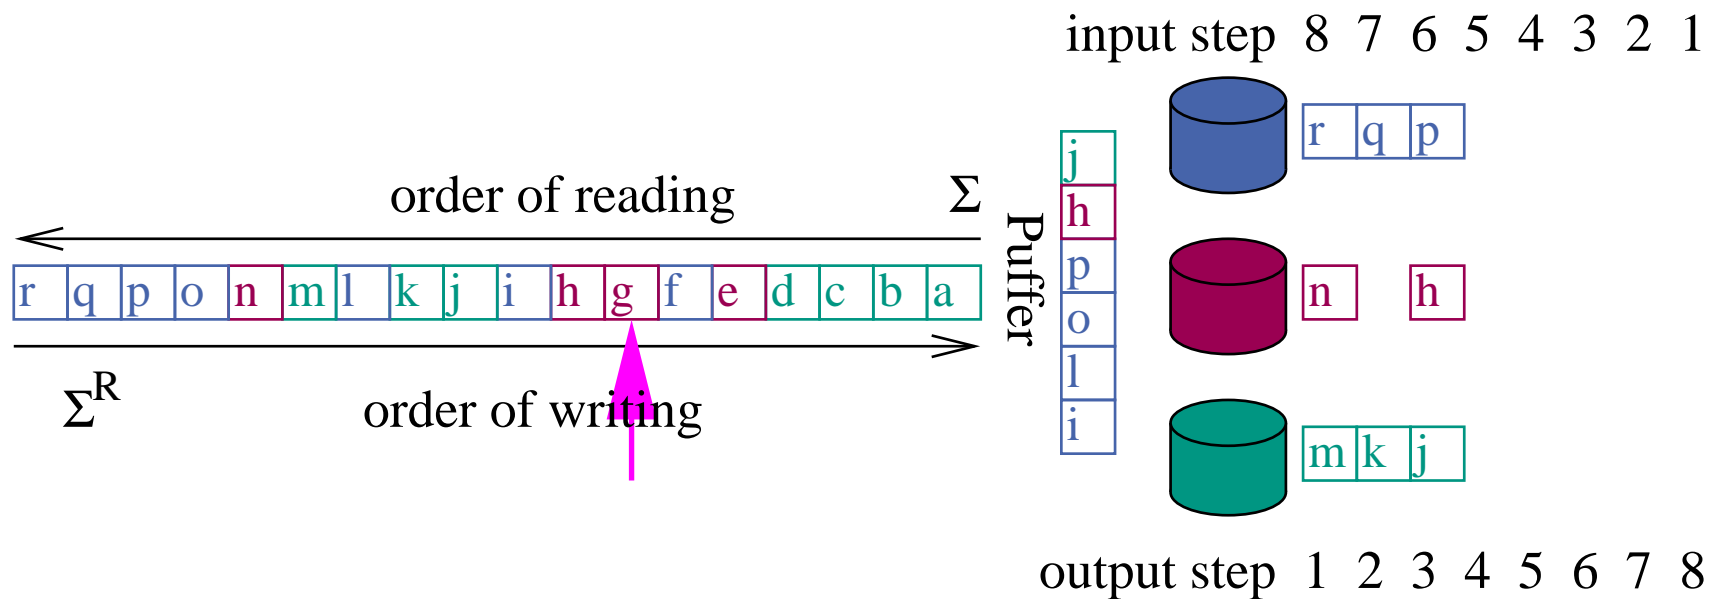 input step 8 7 6 5 4 3 2 1
r q p
j
order of reading Σ
h
Puffer
p
r q p o n m l k j i h g f e d c b a
n h
o
l
Σᴿ order of writing
i
m k j
output step 1 2 3 4 5 6 7 8